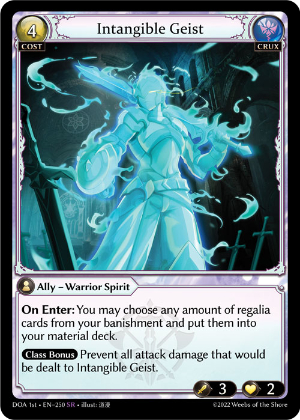 4
Intangible Geist
COST
CRUX
Ally – Warrior Spirit
On Enter: You may choose any amount of regalia
cards from your banishment and put them into
your material deck.
Class Bonus Prevent all attack damage that would
be dealt to Intangible Geist.
3
2
DOA 1st • EN-250 SR • illust:
©2022 Weebs of the Shore